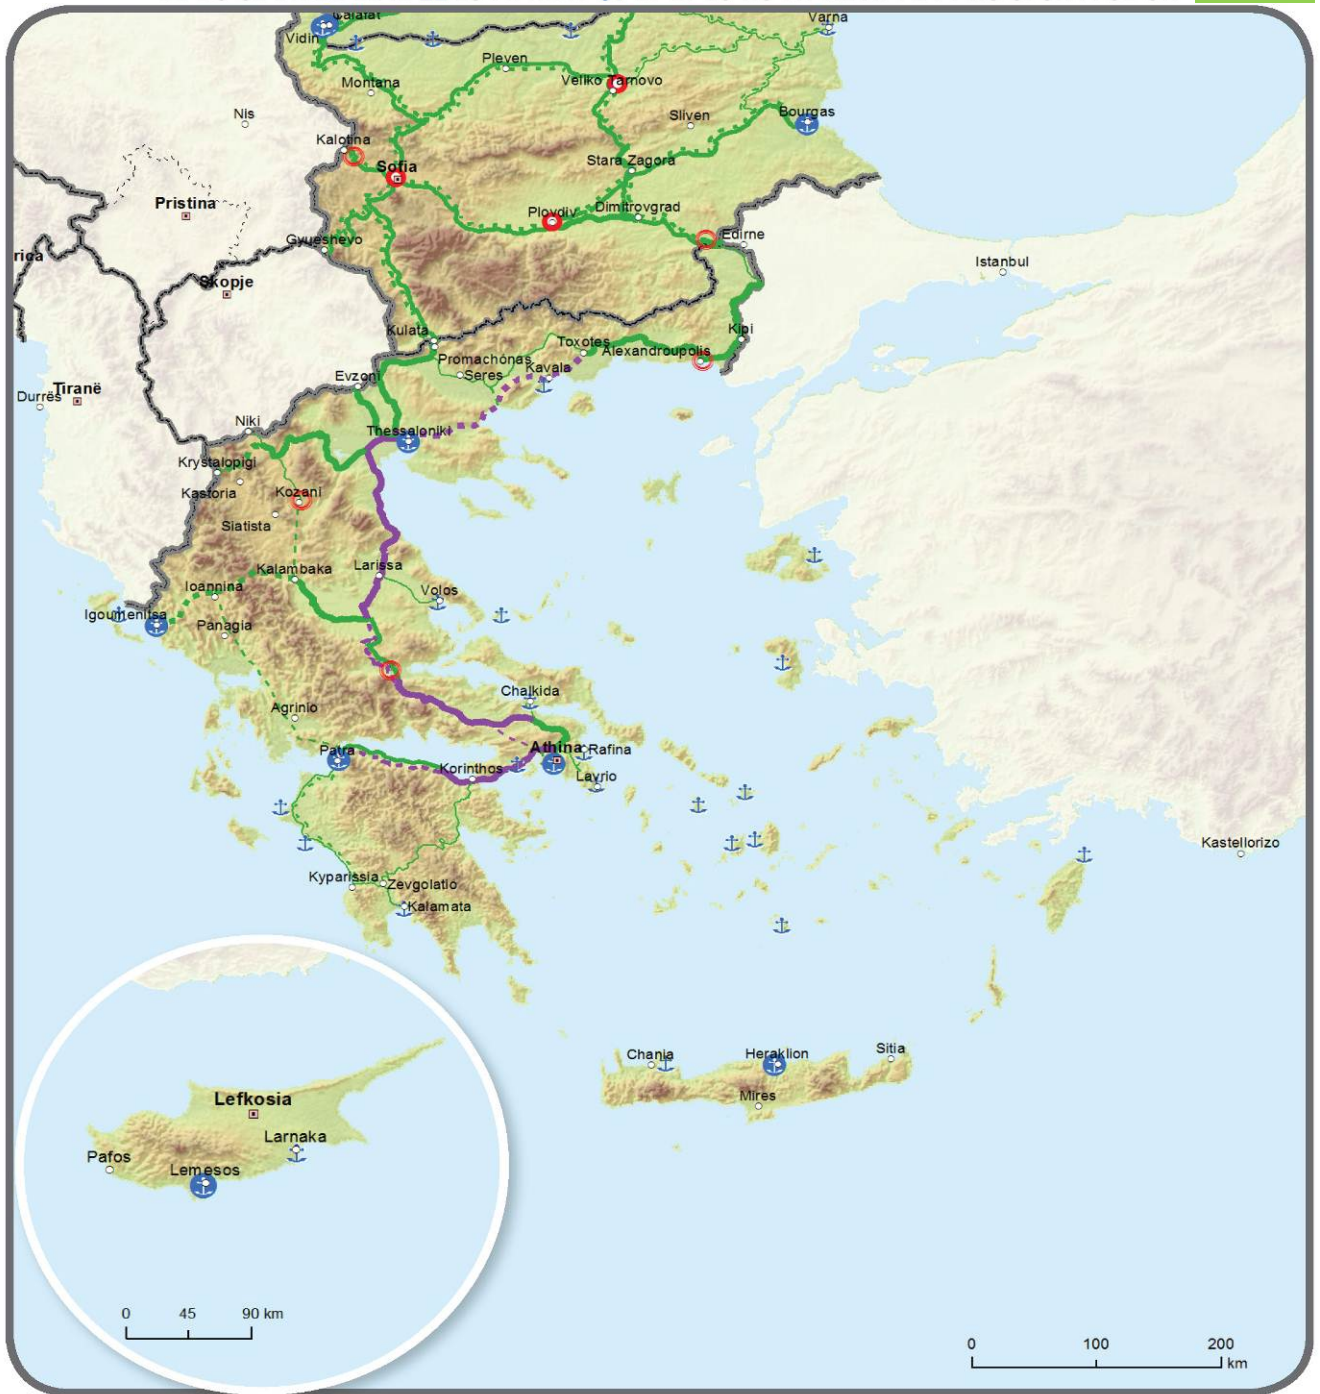 Calafat
Varna
Vidin
Pleven
Montana
Veliko Tarnovo
Nis
Sliven
Bourgas
Kalotina
Sofia
Stara Zagora
Pristina
Plovdiv
Dimitrovgrad
Gyueshevo
Edirne
rica
Istanbul
Skopje
Kulata
Kipi
Toxotes
Alexandroupolis
Promachonas
Evzoni
Seres
Kavala
Durrës
Tiranë
Niki
Thessaloniki
Krystalopigi
Kastoria
Kozani
Siatista
Kalambaka
Larissa
Ioannina
Volos
Igoumenitsa
Panagia
Chalkida
Agrinio
Patra
Athina
Rafina
Korinthos
Lavrio
Kastellorizo
Kyparissia
Zevgolatio
Kalamata
Chania
Heraklion
Sitia
Mires
Lefkosia
Larnaka
Pafos
Lemesos
0 45 90 km
0 100 200
km